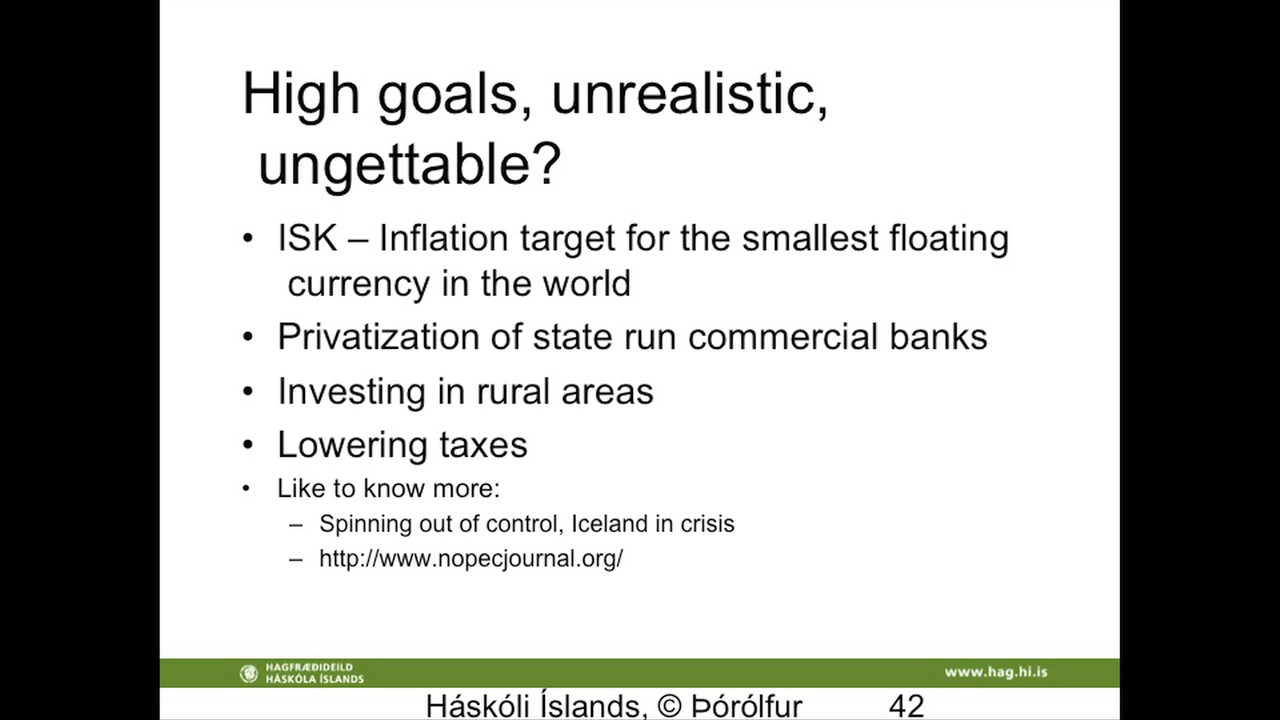 High goals, unrealistic,
ungettable?
• ISK – Inflation target for the smallest floating
currency in the world
• Privatization of state run commercial banks
• Investing in rural areas
• Lowering taxes
• Like to know more:
– Spinning out of control, Iceland in crisis
– http://www.nopecjournal.org/
HAGFRÆÐIDEILD
HÁSKÓLA ÍSLANDS
www.hag.hi.is
Háskóli Íslands, © Þórólfur 42